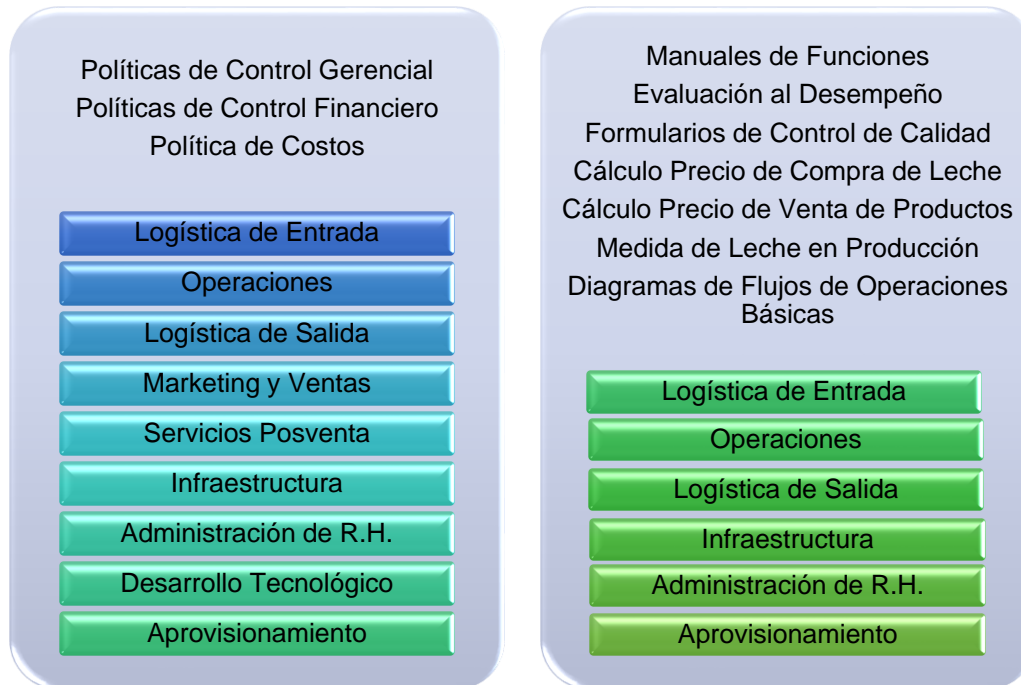 Políticas de Control Gerencial
Políticas de Control Financiero
Política de Costos
Logística de Entrada
Operaciones
Logística de Salida
Marketing y Ventas
Servicios Posventa
Infraestructura
Administración de R.H.
Desarrollo Tecnológico
Aprovisionamiento
Manuales de Funciones
Evaluación al Desempeño
Formularios de Control de Calidad
Cálculo Precio de Compra de Leche
Cálculo Precio de Venta de Productos
Medida de Leche en Producción
Diagramas de Flujos de Operaciones
Básicas
Logística de Entrada
Operaciones
Logística de Salida
Infraestructura
Administración de R.H.
Aprovisionamiento